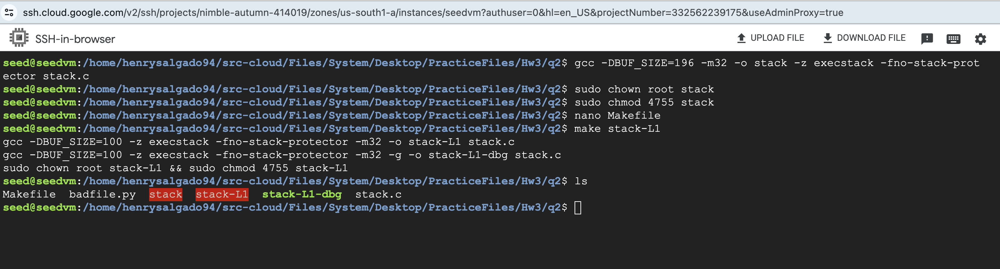 ssh.cloud.google.com/v2/ssh/projects/nimble-autumn-414019/zones/us-south1-a/instances/seedvm?authuser=0&hl=en_US&projectNumber=332562239175&useAdminProxy=true
SSH-in-browser UPLOAD FILE DOWNLOAD FILE
seed@seedvm:/home/henrysalgado94/src-cloud/Files/System/Desktop/PracticeFiles/Hw3/q2$ gcc -DBUF_SIZE=196 -m32 -o stack -z execstack -fno-stack-prot
ector stack.c
seed@seedvm:/home/henrysalgado94/src-cloud/Files/System/Desktop/PracticeFiles/Hw3/q2$ sudo chown root stack
seed@seedvm:/home/henrysalgado94/src-cloud/Files/System/Desktop/PracticeFiles/Hw3/q2$ sudo chmod 4755 stack
seed@seedvm:/home/henrysalgado94/src-cloud/Files/System/Desktop/PracticeFiles/Hw3/q2$ nano Makefile
seed@seedvm:/home/henrysalgado94/src-cloud/Files/System/Desktop/PracticeFiles/Hw3/q2$ make stack-L1
gcc -DBUF_SIZE=100 -z execstack -fno-stack-protector -m32 -o stack-L1 stack.c
gcc -DBUF_SIZE=100 -z execstack -fno-stack-protector -m32 -g -o stack-L1-dbg stack.c
sudo chown root stack-L1 && sudo chmod 4755 stack-L1
seed@seedvm:/home/henrysalgado94/src-cloud/Files/System/Desktop/PracticeFiles/Hw3/q2$ ls
Makefile badfile.py stack stack-L1 stack-L1-dbg stack.c
seed@seedvm:/home/henrysalgado94/src-cloud/Files/System/Desktop/PracticeFiles/Hw3/q2$